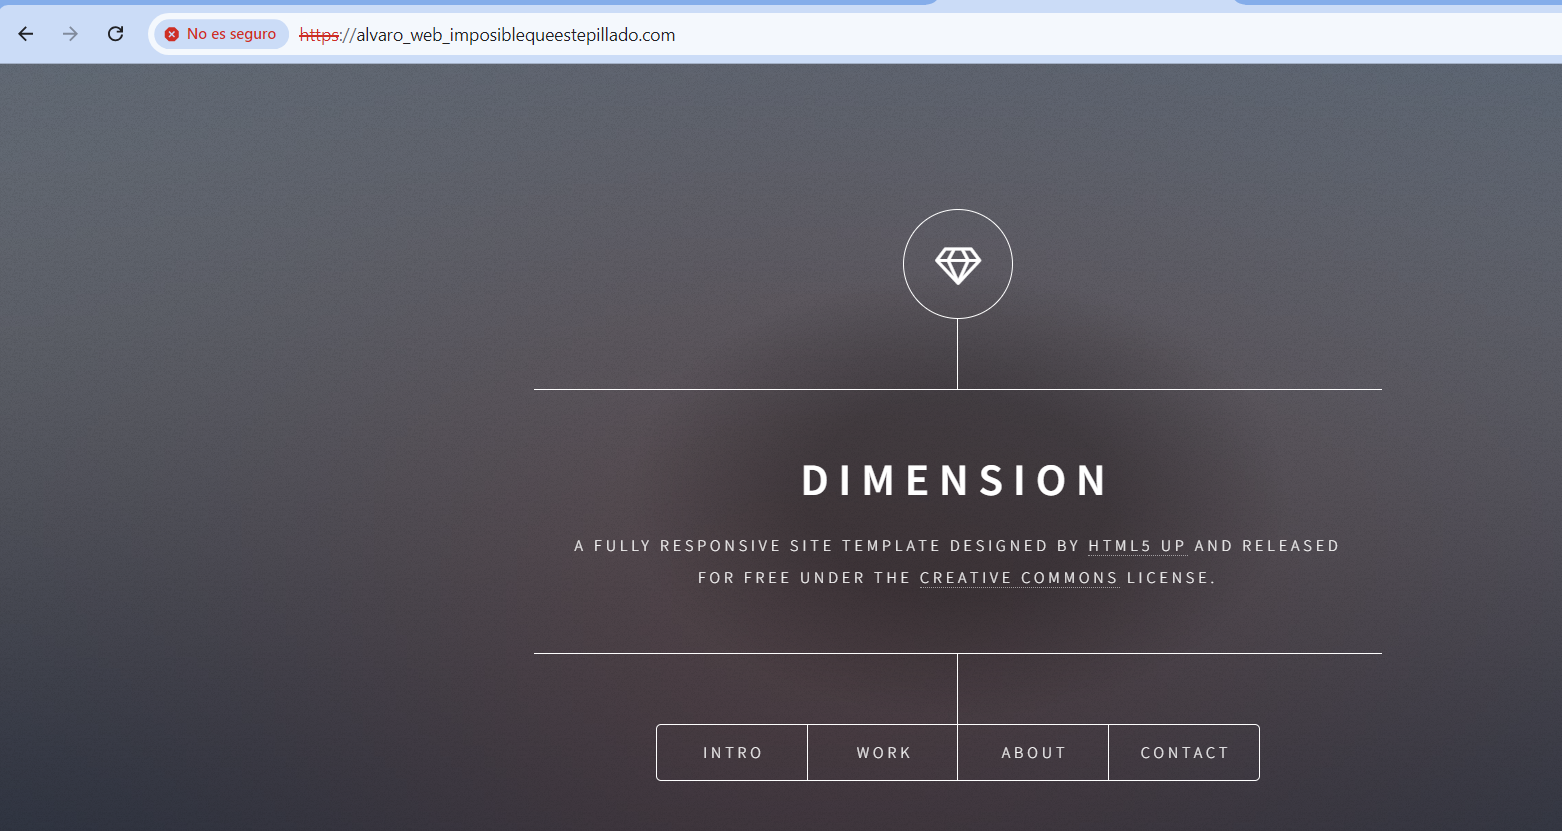 No es seguro https://alvaro_web_imposiblequeestepillado.com
DIMENSION
A FULLY RESPONSIVE SITE TEMPLATE DESIGNED BY HTML5 UP AND RELEASED
FOR FREE UNDER THE CREATIVE COMMONS LICENSE.
INTRO WORK ABOUT CONTACT